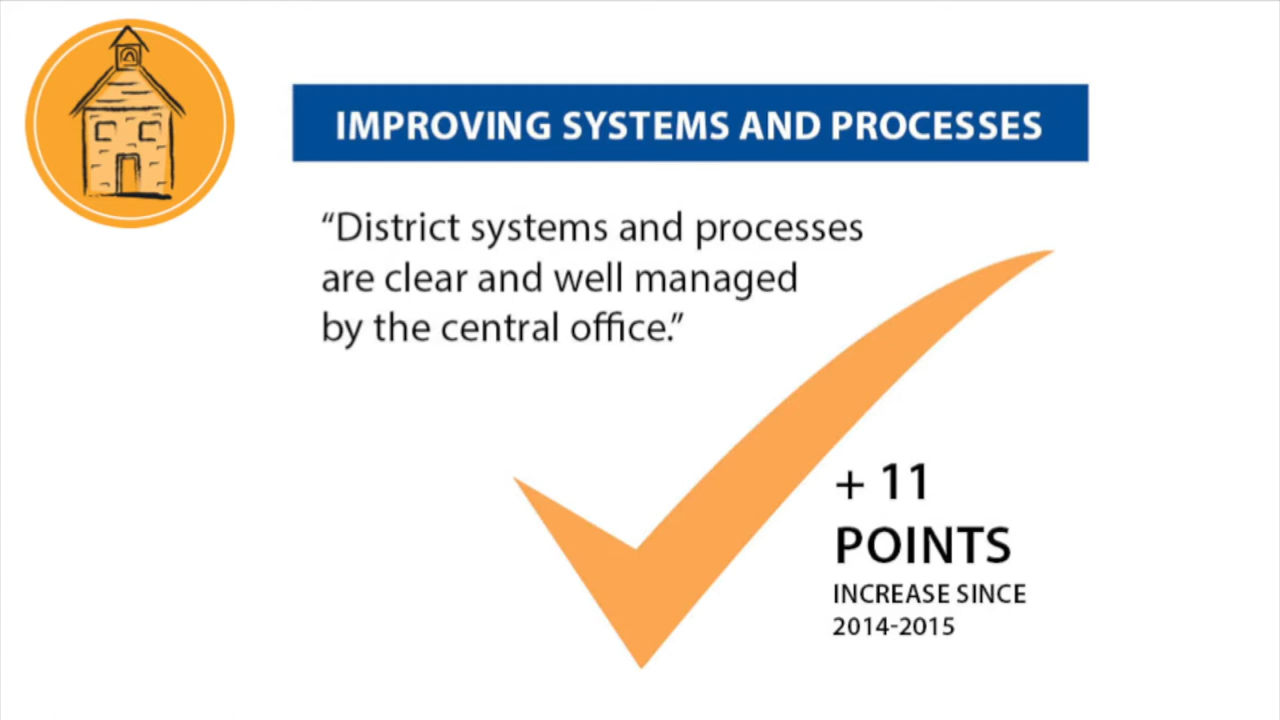 IMPROVING SYSTEMS AND PROCESSES
“District systems and processes
are clear and well managed
by the central office.”
+ 11
POINTS
INCREASE SINCE
2014-2015